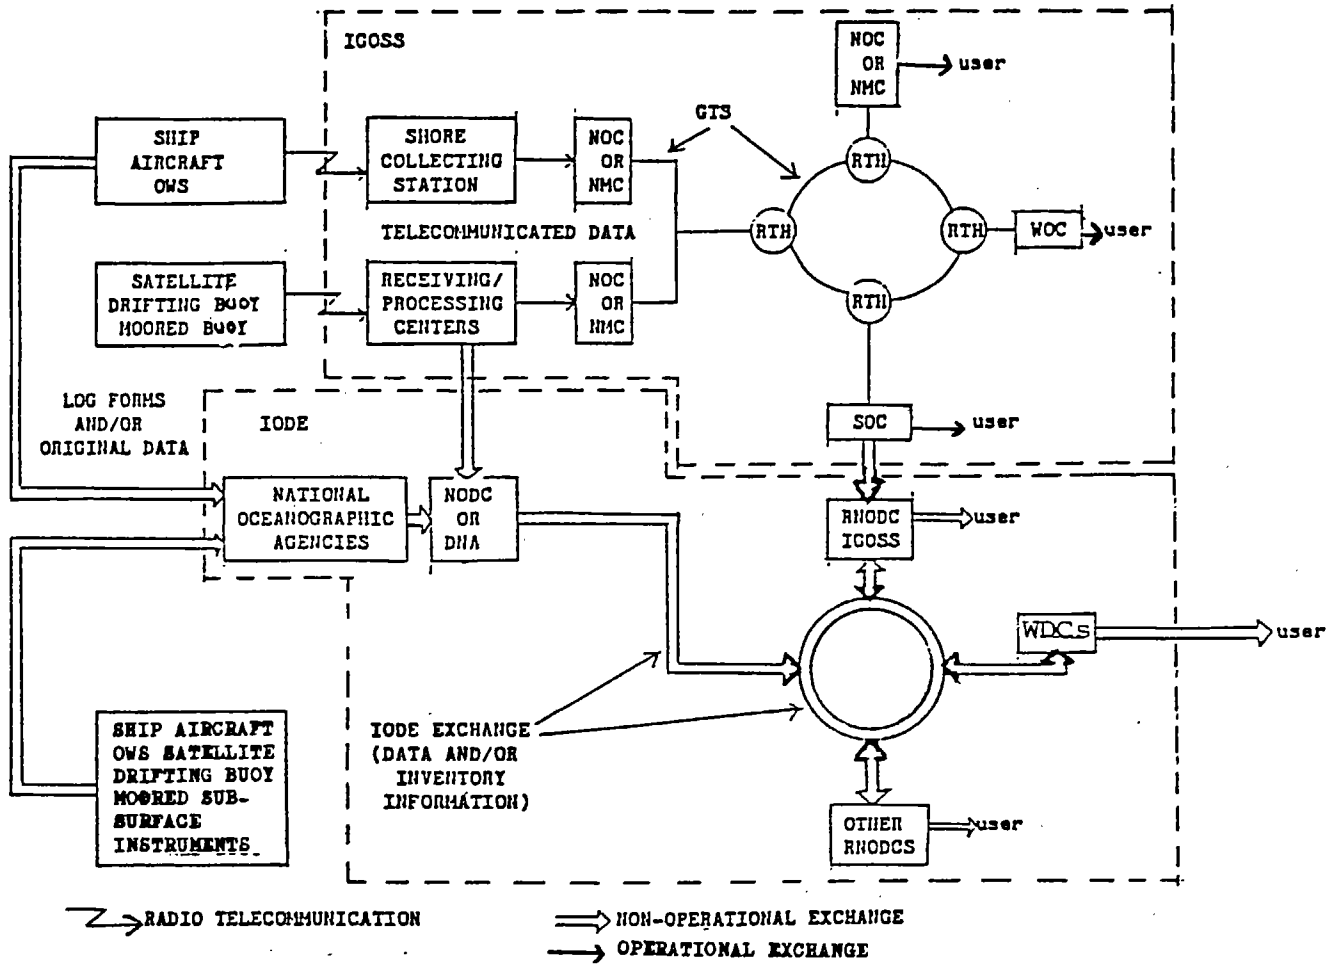 IGOSS
NOC
OR
NMC
user
GTS
SHIP
AIRCRAFT
OWS
SHORE
COLLECTING
STATION
NOC
OR
NMC
RTH
TELECOMMUNICATED DATA
RTH
RTH
WOC
user
SATELLITE
DRIFTING BUOY
MOORED BUOY
RECEIVING/
PROCESSING
CENTERS
NOC
OR
NMC
RTH
LOG FORMS
AND/OR
ORIGINAL DATA
IODE
SOC
user
NATIONAL
OCEANOGRAPHIC
AGENCIES
NODC
OR
DNA
RNODC
IGOSS
user
WDCs
user
SHIP AIRCRAFT
OWS SATELLITE
DRIFTING BUOY
MOORED SUB-
SURFACE
INSTRUMENTS
IODE EXCHANGE
(DATA AND/OR
INVENTORY
INFORMATION)
OTHER
RNODCS
user
RADIO TELECOMMUNICATION
NON-OPERATIONAL EXCHANGE
OPERATIONAL EXCHANGE